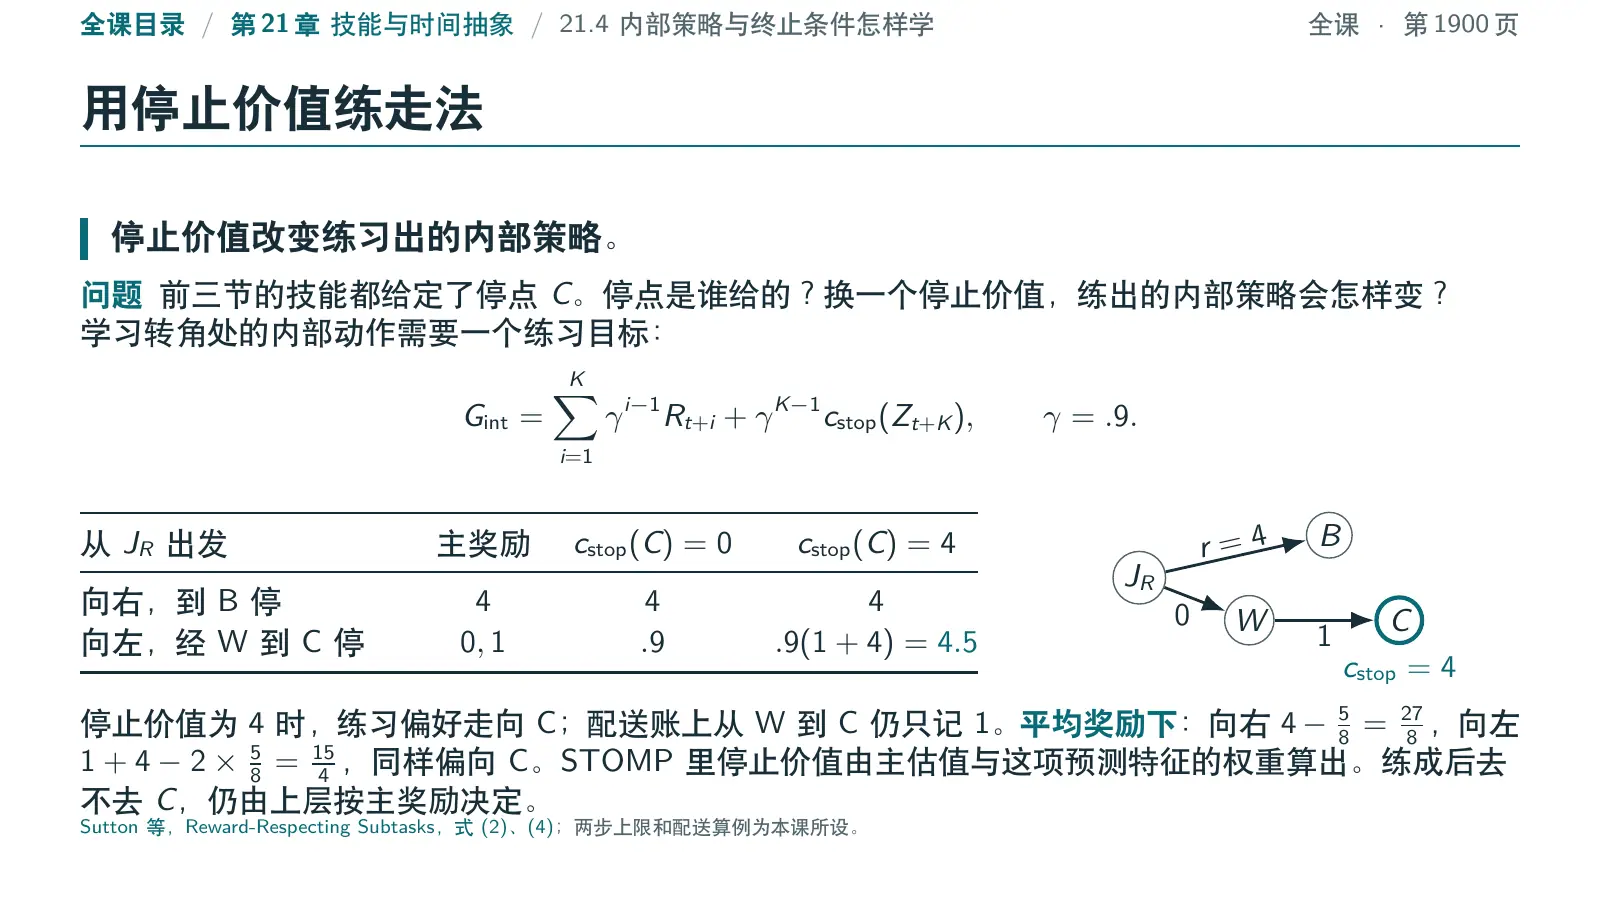 全课目录 / 第 21 章 技能与时间抽象 / 21.4 内部策略与终止条件怎样学
全课 · 第 1900 页
用停止价值练走法
停止价值改变练习出的内部策略。
问题 前三节的技能都给定了停点 C。停点是谁给的？换一个停止价值，练出的内部策略会怎样变？
学习转角处的内部动作需要一个练习目标：
G_int = ∑_{i=1}^{K} γ^{i−1} R_{t+i} + γ^{K−1} c_stop(Z_{t+K}), γ = .9.
从 J_R 出发 主奖励 c_stop(C) = 0 c_stop(C) = 4
向右，到 B 停 4 4 4
向左，经 W 到 C 停 0, 1 .9 .9(1 + 4) = 4.5
J_R r = 4 B
0 W 1 C
c_stop = 4
停止价值为 4 时，练习偏好走向 C；配送账上从 W 到 C 仍只记 1。平均奖励下：向右 4 − 5/8 = 27/8，向左
1 + 4 − 2 × 5/8 = 15/4，同样偏向 C。STOMP 里停止价值由主估值与这项预测特征的权重算出。练成后去
不去 C，仍由上层按主奖励决定。
Sutton 等，Reward-Respecting Subtasks，式 (2)、(4)；两步上限和配送算例为本课所设。